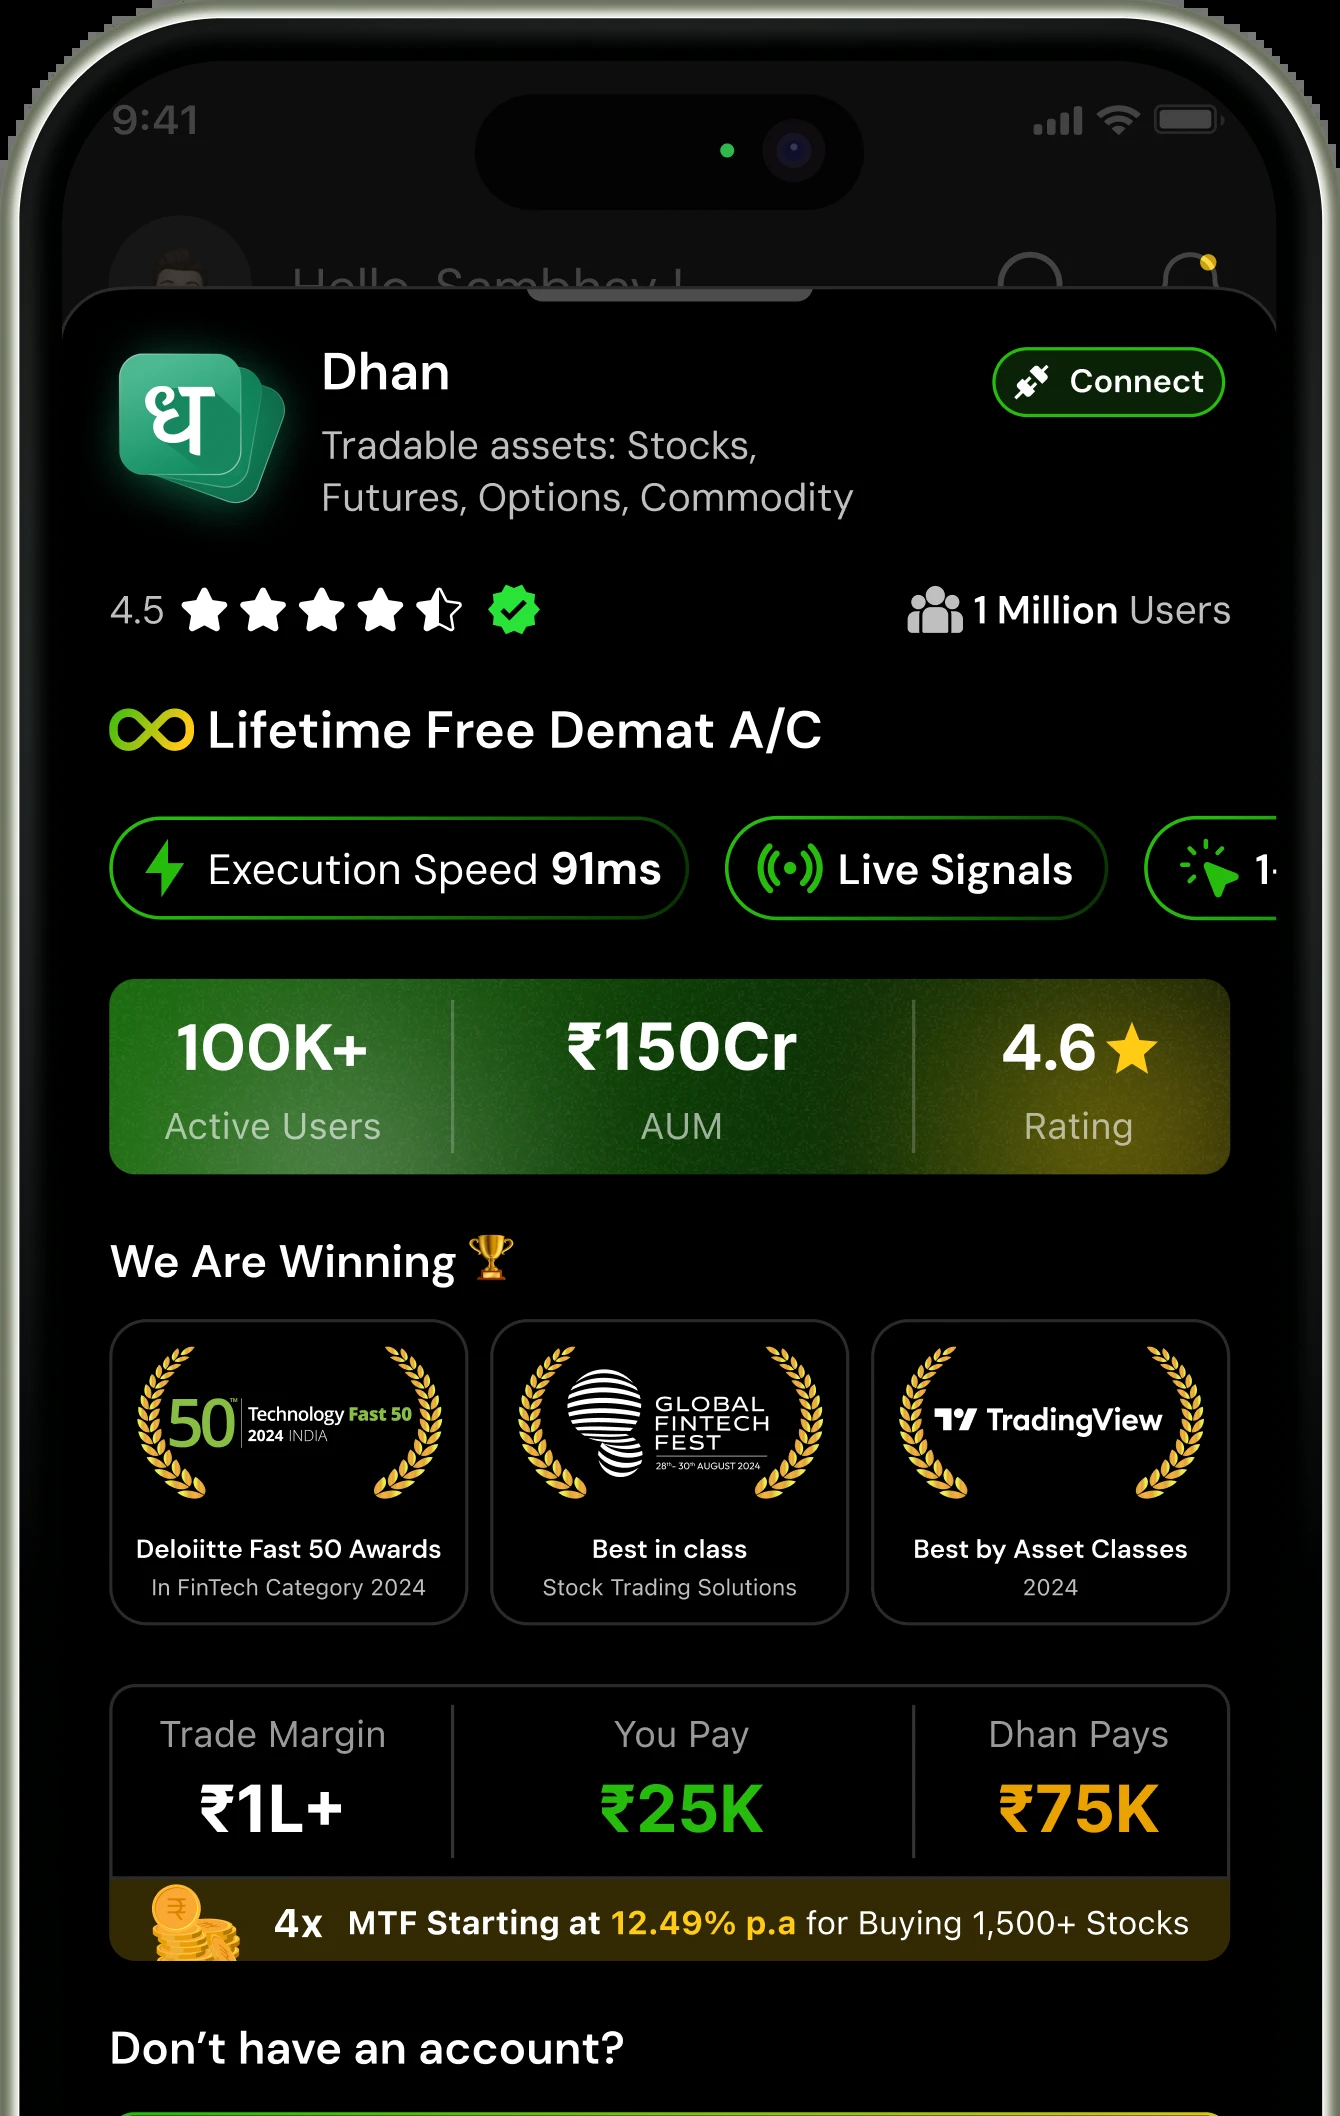 9:41
Hello, Sambhav !
ध
Dhan
Connect
Tradable assets: Stocks,
Futures, Options, Commodity
4.5
1 Million Users
Lifetime Free Demat A/C
Execution Speed 91ms
Live Signals
1-
100K+
Active Users
₹150Cr
AUM
4.6
Rating
We Are Winning
50™ Technology Fast 50
2024 INDIA
Deloiitte Fast 50 Awards
In FinTech Category 2024
GLOBAL
FINTECH
FEST
28th- 30th AUGUST 2024
Best in class
Stock Trading Solutions
TradingView
Best by Asset Classes
2024
Trade Margin
₹1L+
You Pay
₹25K
Dhan Pays
₹75K
4x MTF Starting at 12.49% p.a for Buying 1,500+ Stocks
Don’t have an account?